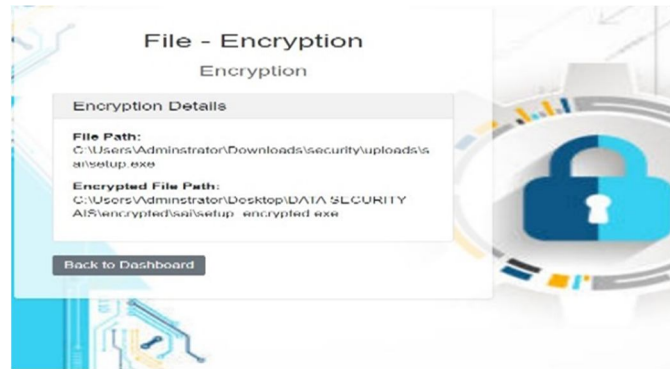 File - Encryption
Encryption
Encryption Details
File Path:
C:\Users\Adminstrator\Downloads\security\uploads\s
ai\setup.exe
Encrypted File Path:
C:\Users\Adminstrator\Desktop\DATA SECURITY
AIS\encrypted\sai\setup_encrypted.exe
Back to Dashboard